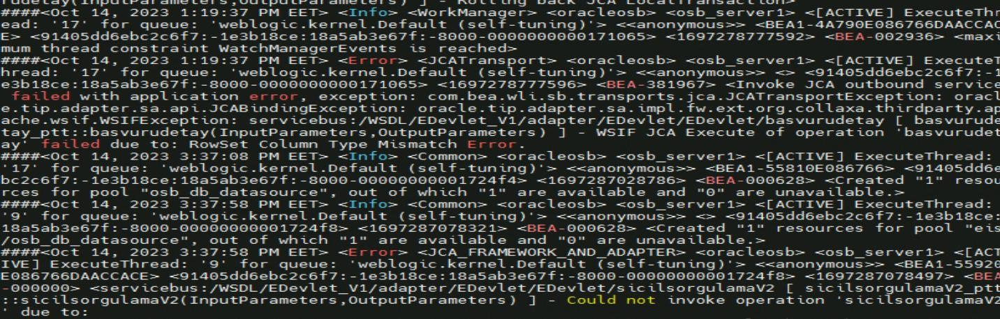 rudetay(InputParameters,OutputParameters) ] - Rolling back JCA LocalTransaction>
####<Oct 14, 2023 1:19:37 PM EET> <Info> <WorkManager> <oracleosb> <osb_server1> <[ACTIVE] ExecuteThr
ead: '17' for queue: 'weblogic.kernel.Default (self-tuning)'> <<anonymous>> <BEA1-4A790E086766DAACCAC
E> <91405dd6ebc2c6f7:-1e3b18ce:18a5ab3e67f:-8000-0000000000171065> <1697278777592> <BEA-002936> <maxi
mum thread constraint WatchManagerEvents is reached>
####<Oct 14, 2023 1:19:37 PM EET> <Error> <JCATransport> <oracleosb> <osb_server1> <[ACTIVE] ExecuteT
hread: '17' for queue: 'weblogic.kernel.Default (self-tuning)'> <<anonymous>> <> <91405dd6ebc2c6f7:-1
e3b18ce:18a5ab3e67f:-8000-0000000000171065> <1697278777596> <BEA-381967> <Invoke JCA outbound service
failed with application error, exception: com.bea.wli.sb.transports.jca.JCATransportException: oracl
e.tip.adapter.sa.api.JCABindingException: oracle.tip.adapter.sa.impl.fw.ext.org.collaxa.thirdparty.ap
ache.wsif.WSIFException: servicebus:/WSDL/EDevlet_V1/adapter/EDevlet/EDevlet/basvurudetay [ basvurude
tay_ptt::basvurudetay(InputParameters,OutputParameters) ] - WSIF JCA Execute of operation 'basvurudet
ay' failed due to: RowSet Column Type Mismatch Error.
####<Oct 14, 2023 3:37:08 PM EET> <Info> <Common> <oracleosb> <osb_server1> <[ACTIVE] ExecuteThread:
'17' for queue: 'weblogic.kernel.Default (self-tuning)'> <<anonymous>> <BEA1-55810E086766> <91405dd6e
bc2c6f7:-1e3b18ce:18a5ab3e67f:-8000-00000000001724f4> <1697287028786> <BEA-000628> <Created "1" resou
rces for pool "osb_db_datasource", out of which "1" are available and "0" are unavailable.>
####<Oct 14, 2023 3:37:58 PM EET> <Info> <Common> <oracleosb> <osb_server1> <[ACTIVE] ExecuteThread:
'9' for queue: 'weblogic.kernel.Default (self-tuning)'> <<anonymous>> <> <91405dd6ebc2c6f7:-1e3b18ce:
18a5ab3e67f:-8000-00000000001724f8> <1697287078321> <BEA-000628> <Created "1" resources for pool "eis
/osb_db_datasource", out of which "1" are available and "0" are unavailable.>
####<Oct 14, 2023 3:37:58 PM EET> <Error> <JCA_FRAMEWORK_AND_ADAPTER> <oracleosb> <osb_server1> <[ACT
IVE] ExecuteThread: '9' for queue: 'weblogic.kernel.Default (self-tuning)'> <<anonymous>> <BEA1-55920
E086766DAACCACE> <91405dd6ebc2c6f7:-1e3b18ce:18a5ab3e67f:-8000-00000000001724f8> <1697287078497> <BEA
-000000> <servicebus:/WSDL/EDevlet_V1/adapter/EDevlet/EDevlet/sicilsorgulamaV2 [ sicilsorgulamaV2_ptt
::sicilsorgulamaV2(InputParameters,OutputParameters) ] - Could not invoke operation 'sicilsorgulamaV2
' due to: